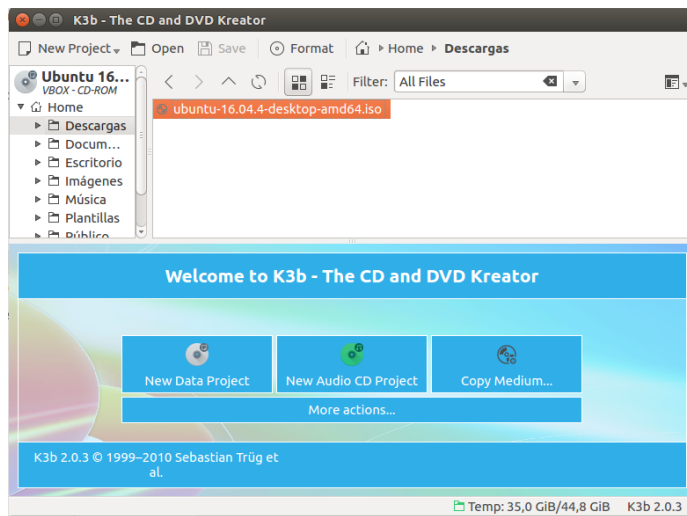 K3b - The CD and DVD Kreator
New Project Open Save Format Home Descargas
Ubuntu 16...
VBOX - CD-ROM
Filter: All Files
Home
Descargas
Docum...
Escritorio
Imágenes
Música
Plantillas
Público
ubuntu-16.04.4-desktop-amd64.iso
Welcome to K3b - The CD and DVD Kreator
New Data Project
New Audio CD Project
Copy Medium...
More actions...
K3b 2.0.3 © 1999–2010 Sebastian Trüg et
al.
Temp: 35,0 GiB/44,8 GiB K3b 2.0.3